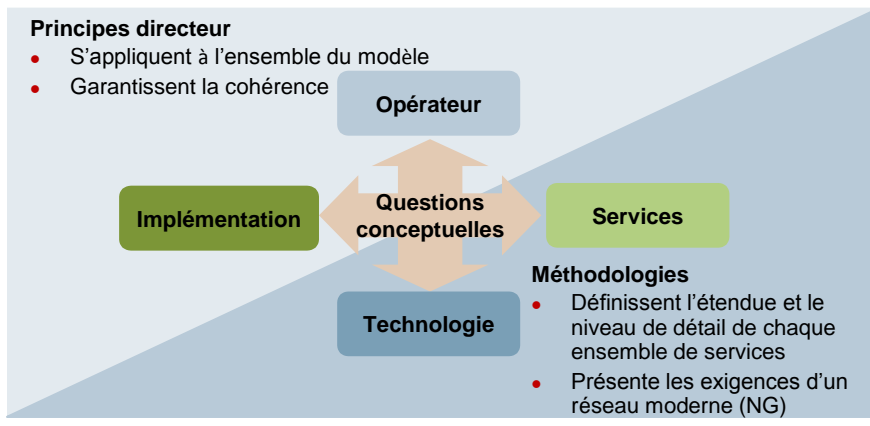 Principes directeur
• S’appliquent à l’ensemble du modèle
• Garantissent la cohérence
Opérateur
Implémentation
Questions
conceptuelles
Services
Technologie
Méthodologies
• Définissent l’étendue et le
niveau de détail de chaque
ensemble de services
• Présente les exigences d’un
réseau moderne (NG)